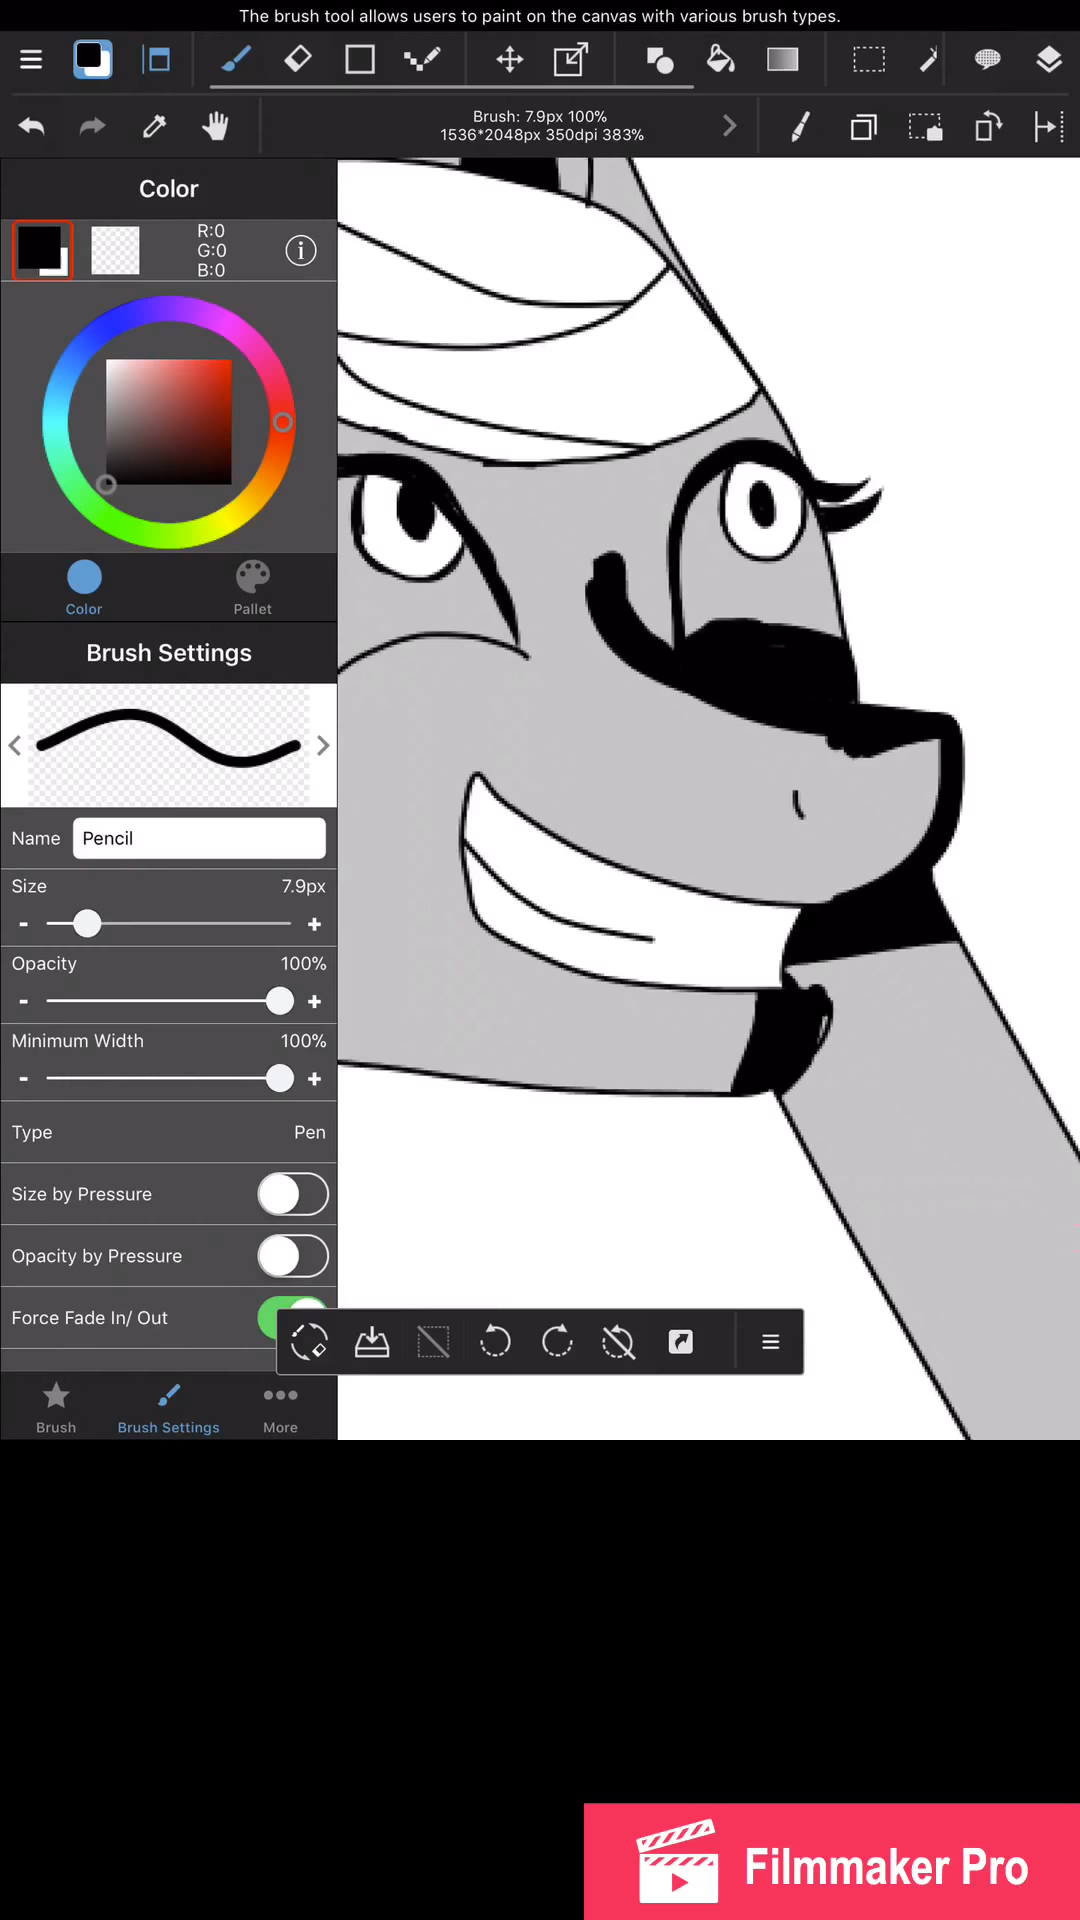 The brush tool allows users to paint on the canvas with various brush types.
Brush: 7.9px 100%
1536*2048px 350dpi 383%
Color
R:0
G:0
B:0
Color
Pallet
Brush Settings
Name
Pencil
Size
7.9px
-
+
Opacity
100%
-
+
Minimum Width
100%
-
+
Type
Pen
Size by Pressure
Opacity by Pressure
Force Fade In/ Out
Brush
Brush Settings
More
Filmmaker Pro